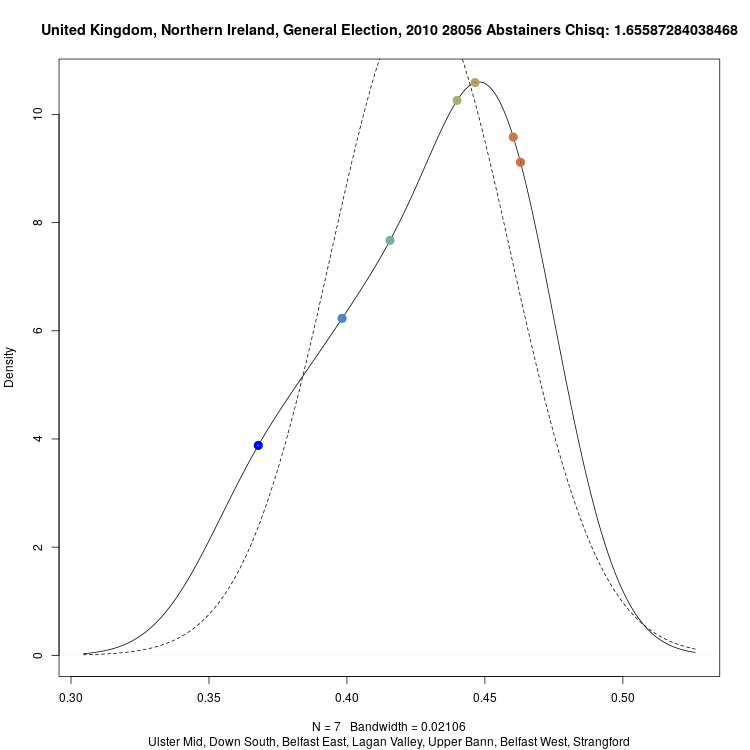 United Kingdom, Northern Ireland, General Election, 2010 28056 Abstainers Chisq: 1.65587284038468
Density
10
8
6
4
2
0
0.30 0.35 0.40 0.45 0.50
N = 7 Bandwidth = 0.02106
Ulster Mid, Down South, Belfast East, Lagan Valley, Upper Bann, Belfast West, Strangford